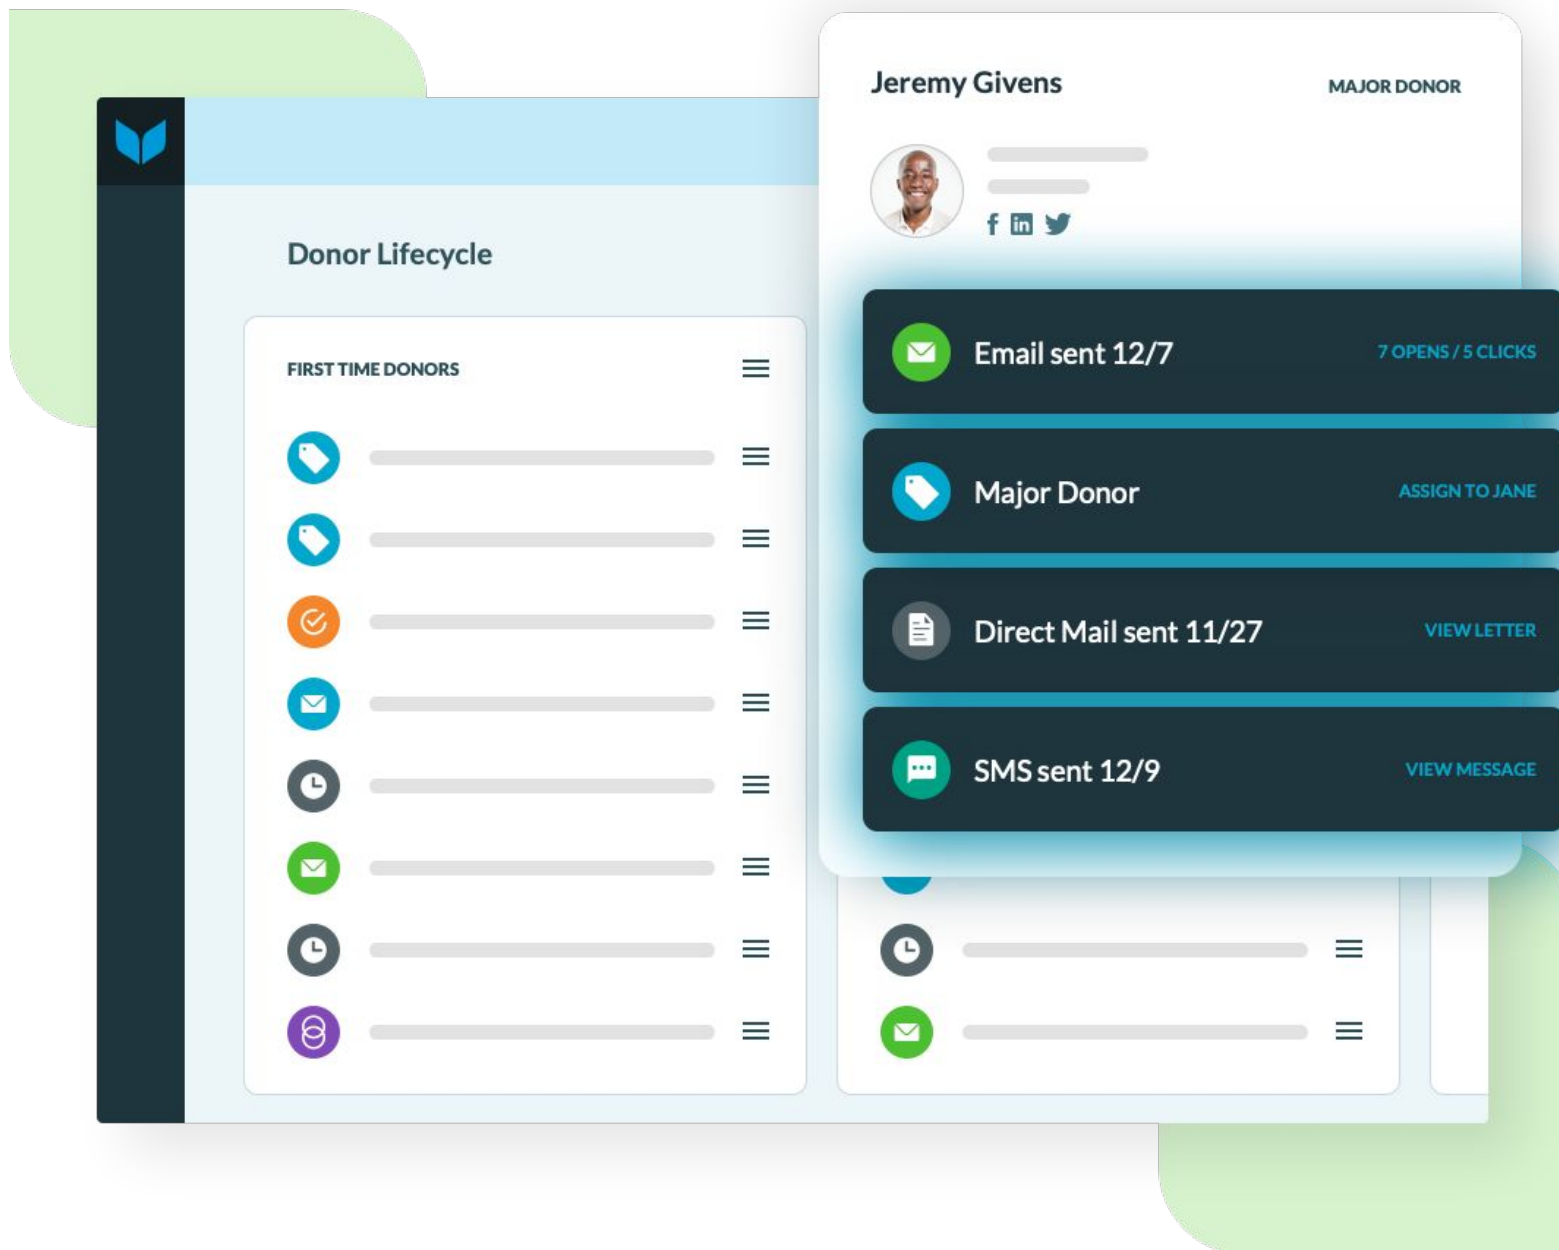 Jeremy Givens
MAJOR DONOR
Donor Lifecycle
FIRST TIME DONORS
Email sent 12/7
7 OPENS / 5 CLICKS
Major Donor
ASSIGN TO JANE
Direct Mail sent 11/27
VIEW LETTER
SMS sent 12/9
VIEW MESSAGE